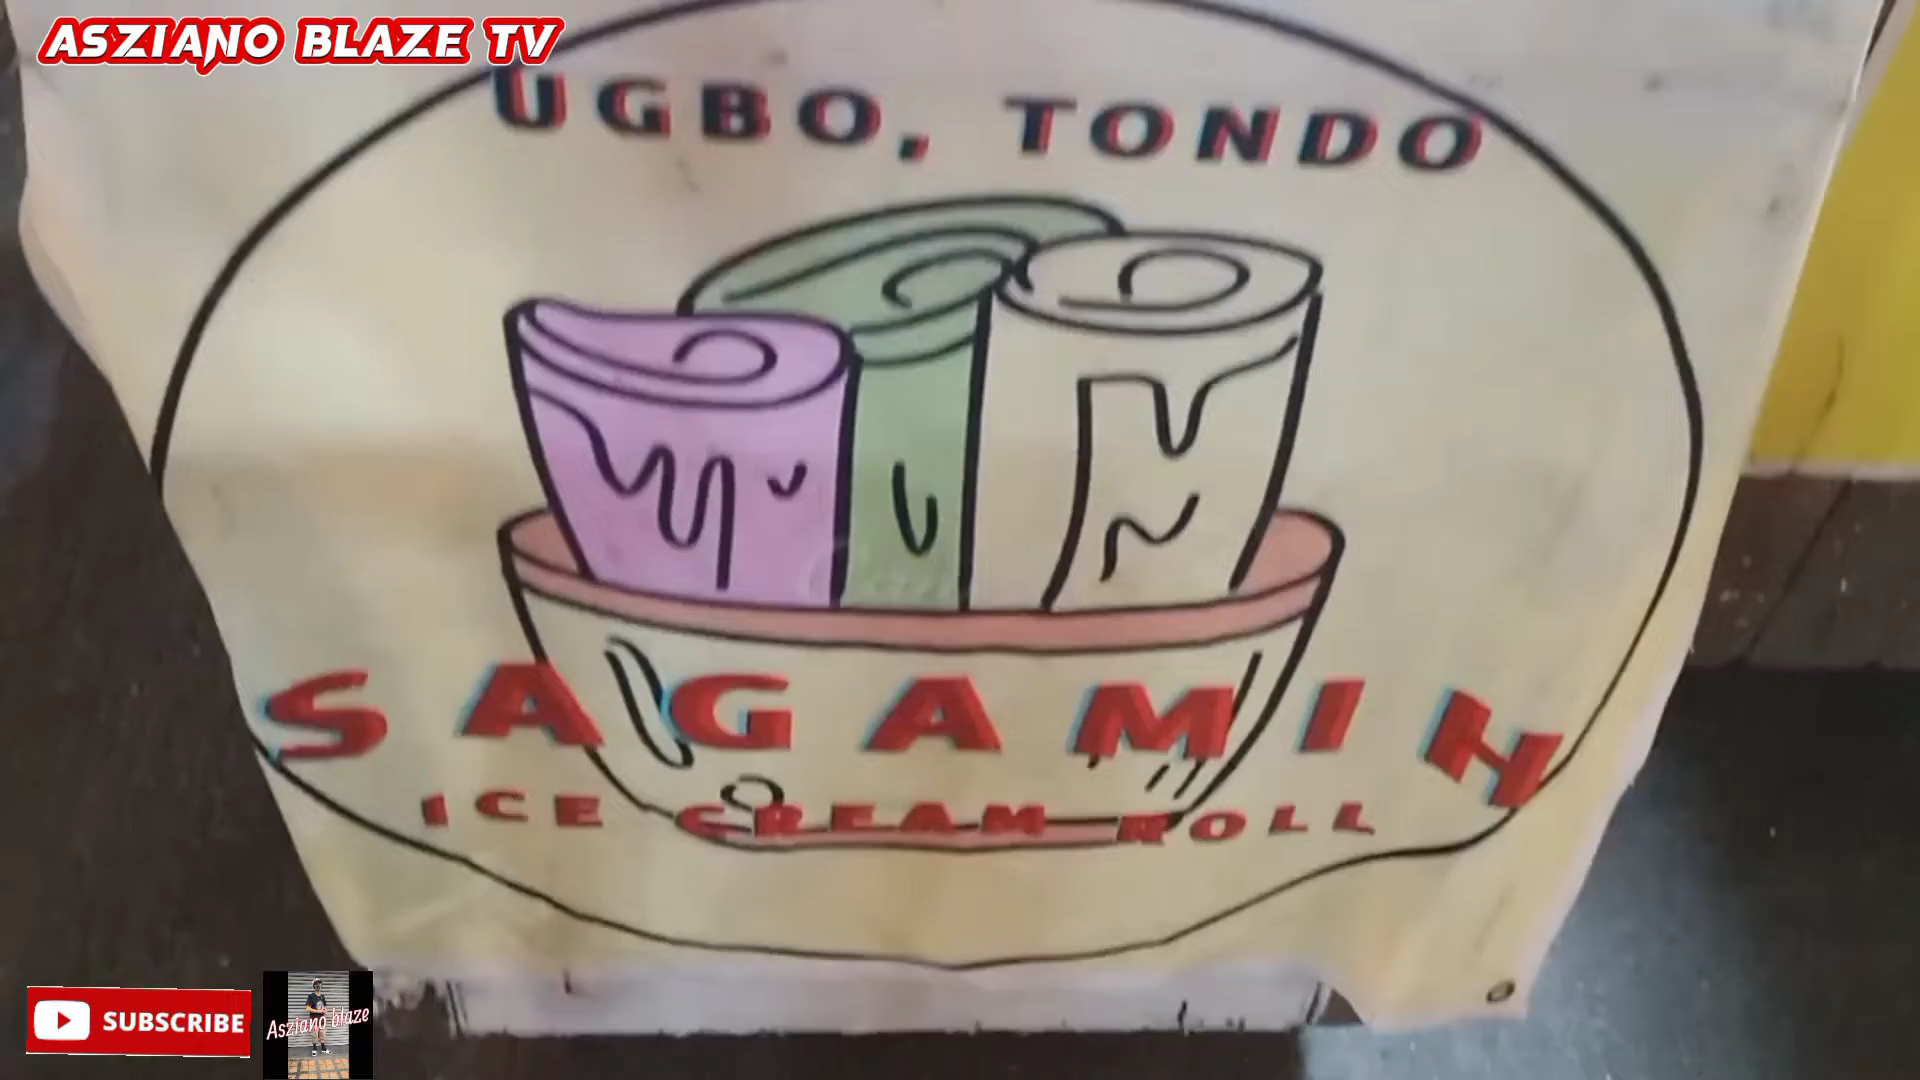 ASZIANO BLAZE TV
UGBO, TONDO
SAGAMIH
ICE CREAM ROLL
SUBSCRIBE
Asziano blaze